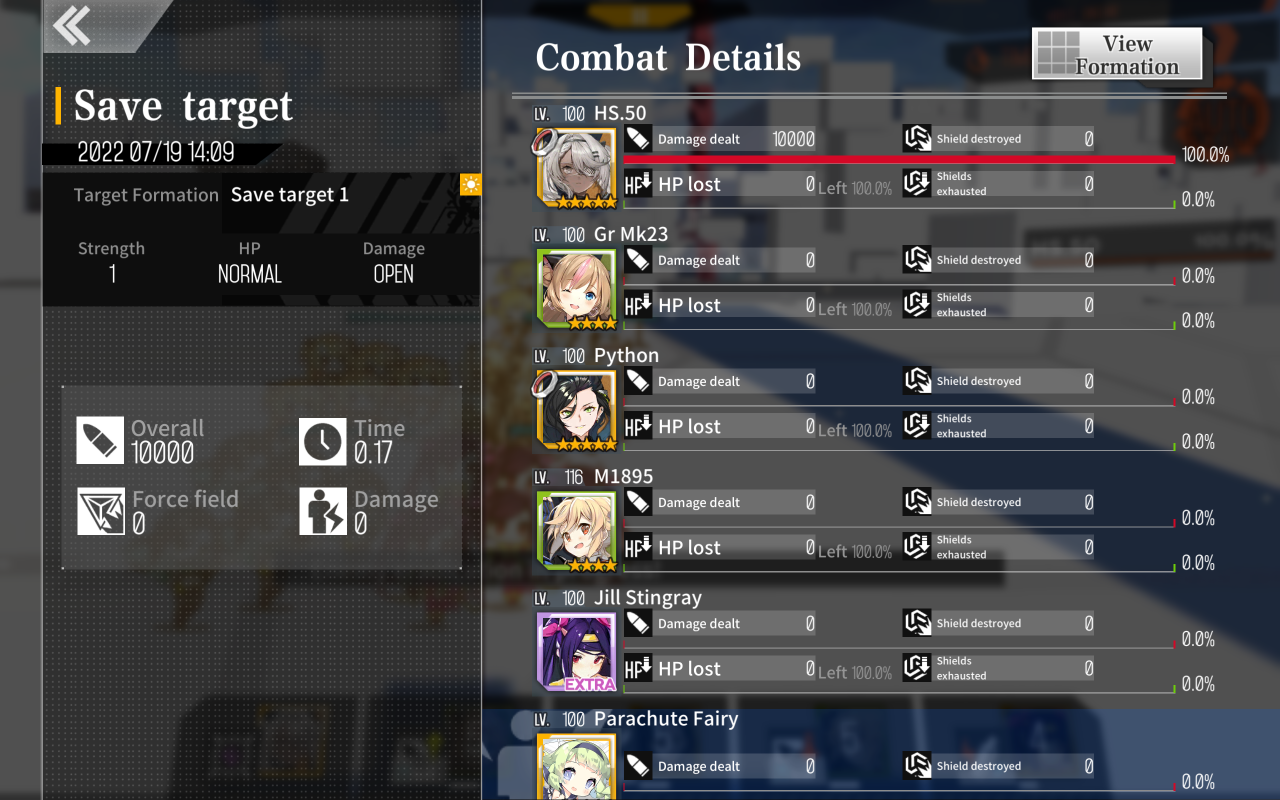 Save target
2022 07/19 14:09
Target Formation Save target 1
Strength HP Damage
1 NORMAL OPEN
Overall 10000
Time 0.17
Force field 0
Damage 0
Combat Details
View Formation
LV. 100 HS.50
Damage dealt 10000 Shield destroyed 0
100.0%
HP lost 0 Left 100.0% Shields exhausted 0
0.0%
LV. 100 Gr Mk23
Damage dealt 0 Shield destroyed 0
0.0%
HP lost 0 Left 100.0% Shields exhausted 0
0.0%
LV. 100 Python
Damage dealt 0 Shield destroyed 0
0.0%
HP lost 0 Left 100.0% Shields exhausted 0
0.0%
LV. 116 M1895
Damage dealt 0 Shield destroyed 0
0.0%
HP lost 0 Left 100.0% Shields exhausted 0
0.0%
LV. 100 Jill Stingray
EXTRA
Damage dealt 0 Shield destroyed 0
0.0%
HP lost 0 Left 100.0% Shields exhausted 0
0.0%
LV. 100 Parachute Fairy
Damage dealt 0 Shield destroyed 0
0.0%